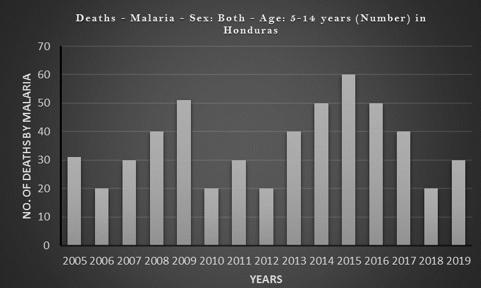 Deaths - Malaria - Sex: Both - Age: 5-14 years (Number) in
Honduras
70
60
50
40
30
20
10
0
NO. OF DEATHS BY MALARIA
2005 2006 2007 2008 2009 2010 2011 2012 2013 2014 2015 2016 2017 2018 2019
YEARS